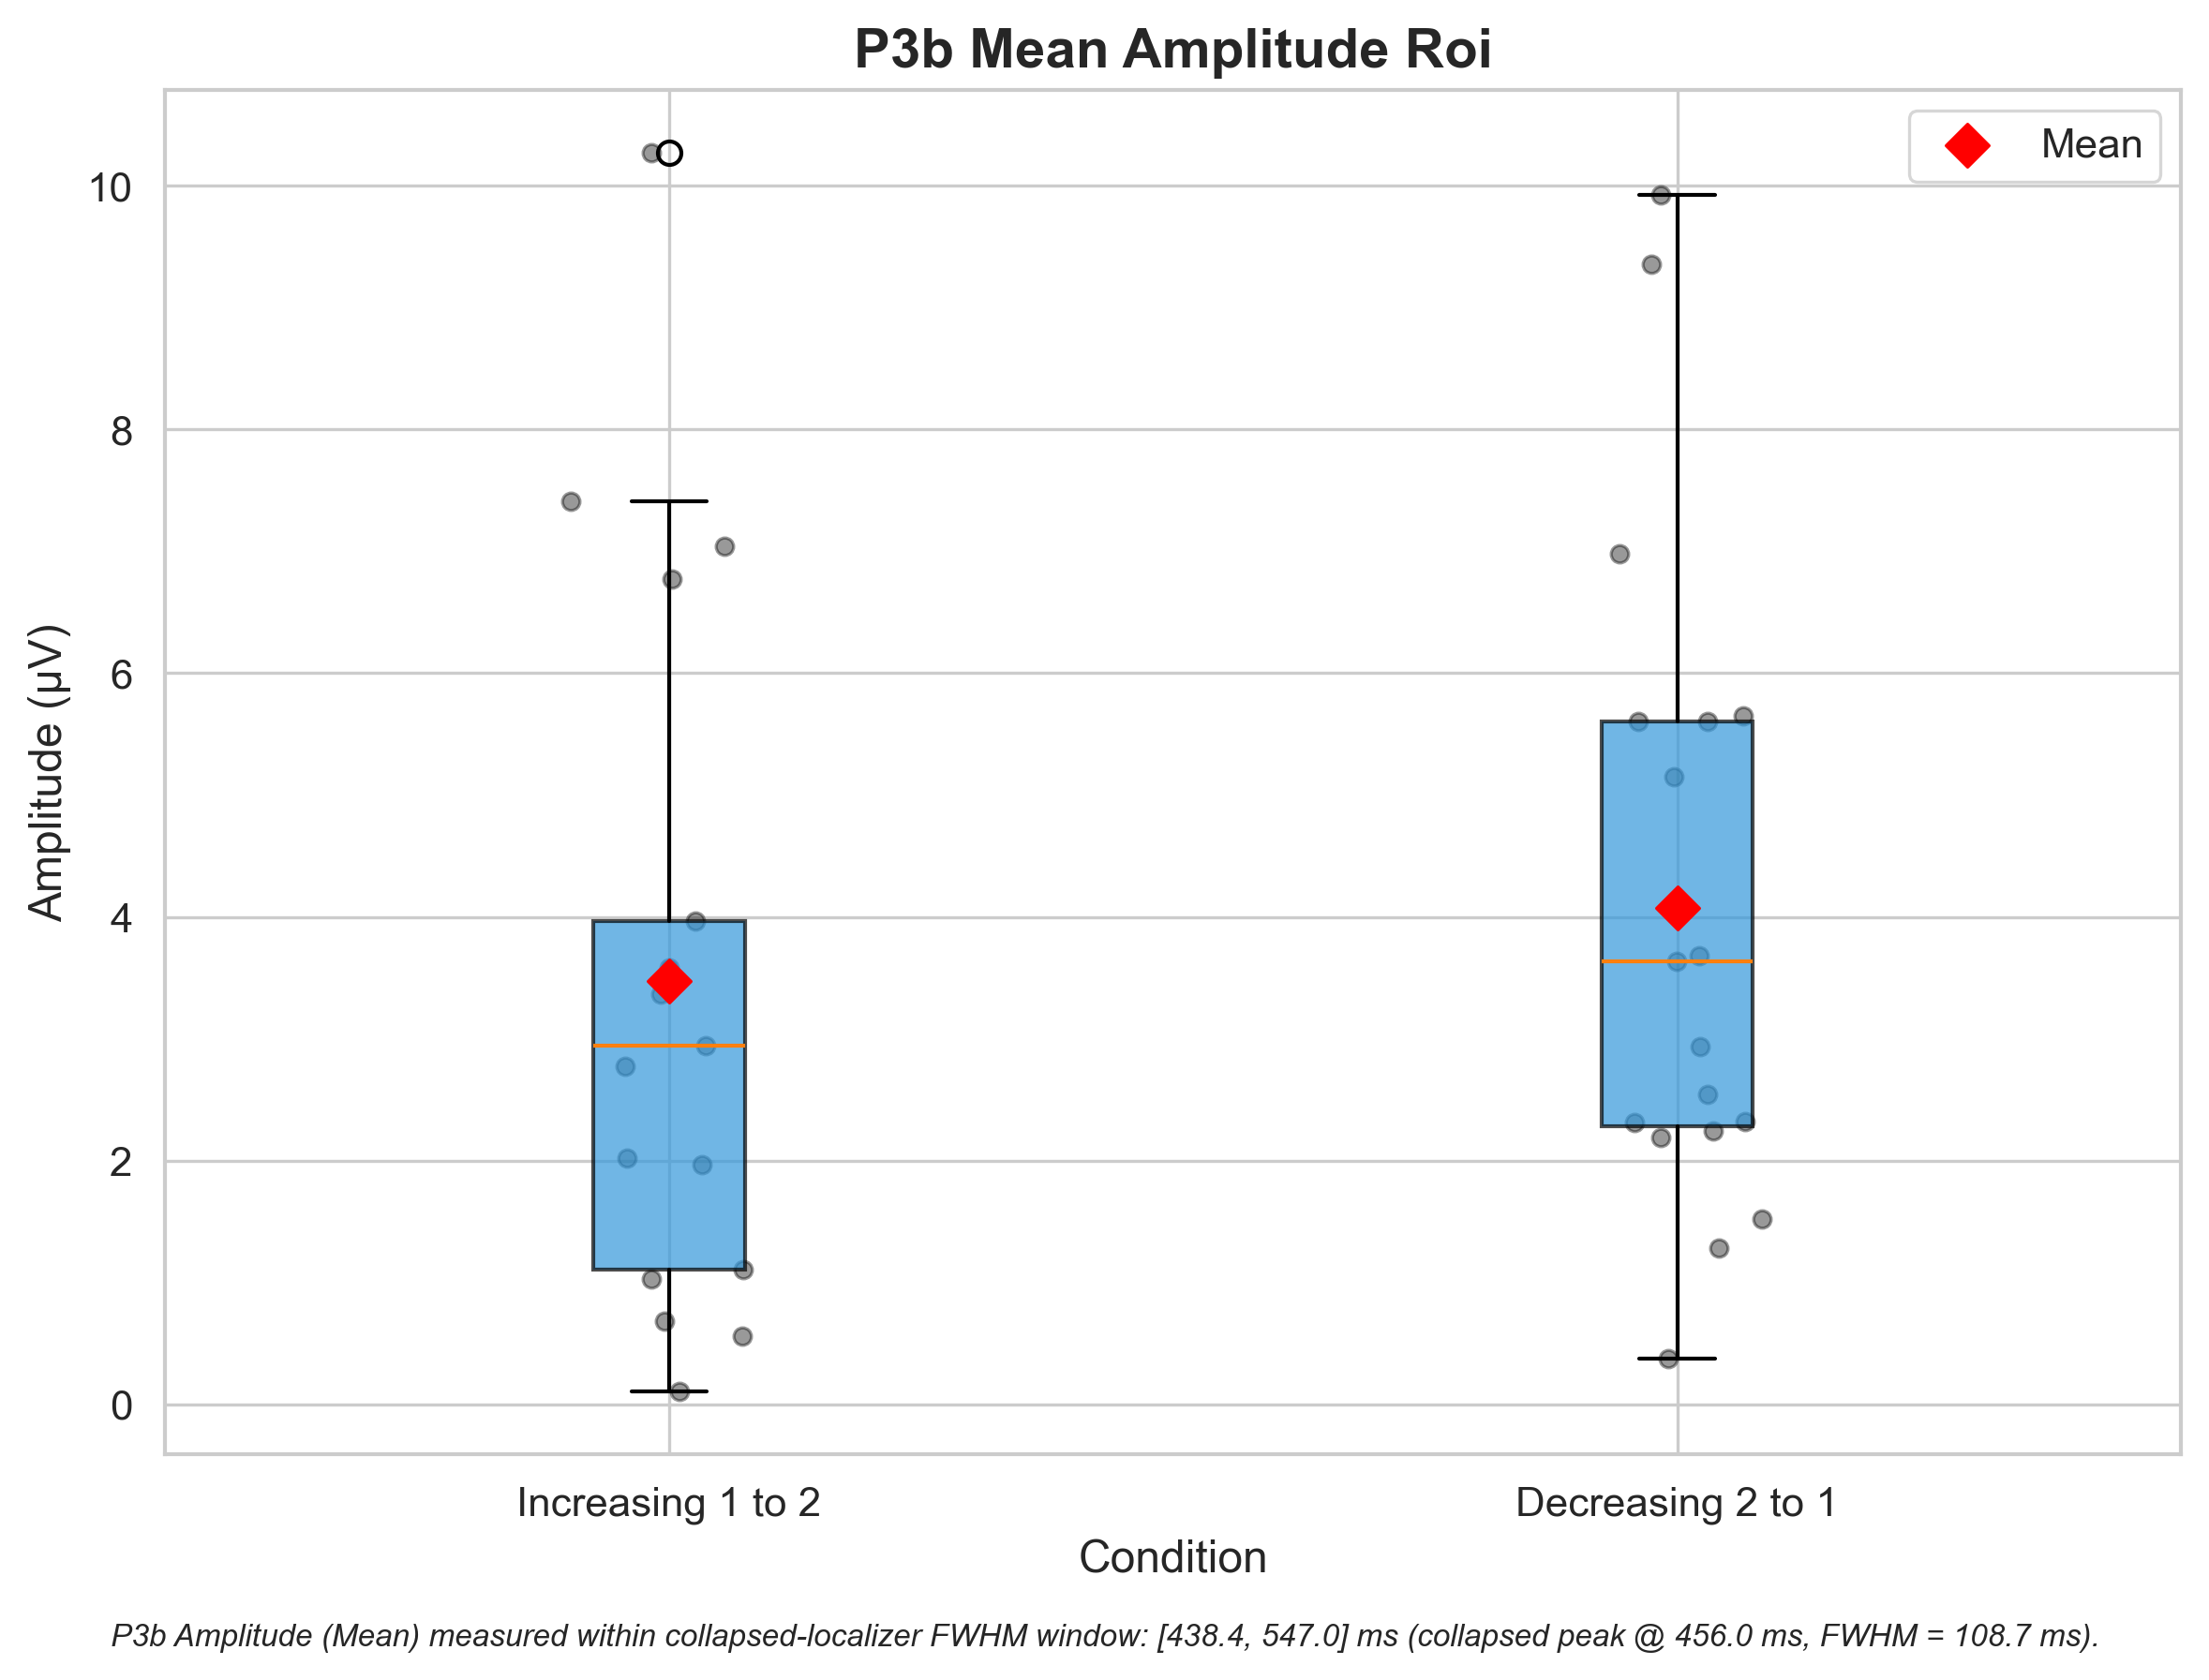 P3b Mean Amplitude Roi
Mean
10
8
6
4
2
0
Amplitude (µV)
Increasing 1 to 2
Decreasing 2 to 1
Condition
P3b Amplitude (Mean) measured within collapsed-localizer FWHM window: [438.4, 547.0] ms (collapsed peak @ 456.0 ms, FWHM = 108.7 ms).